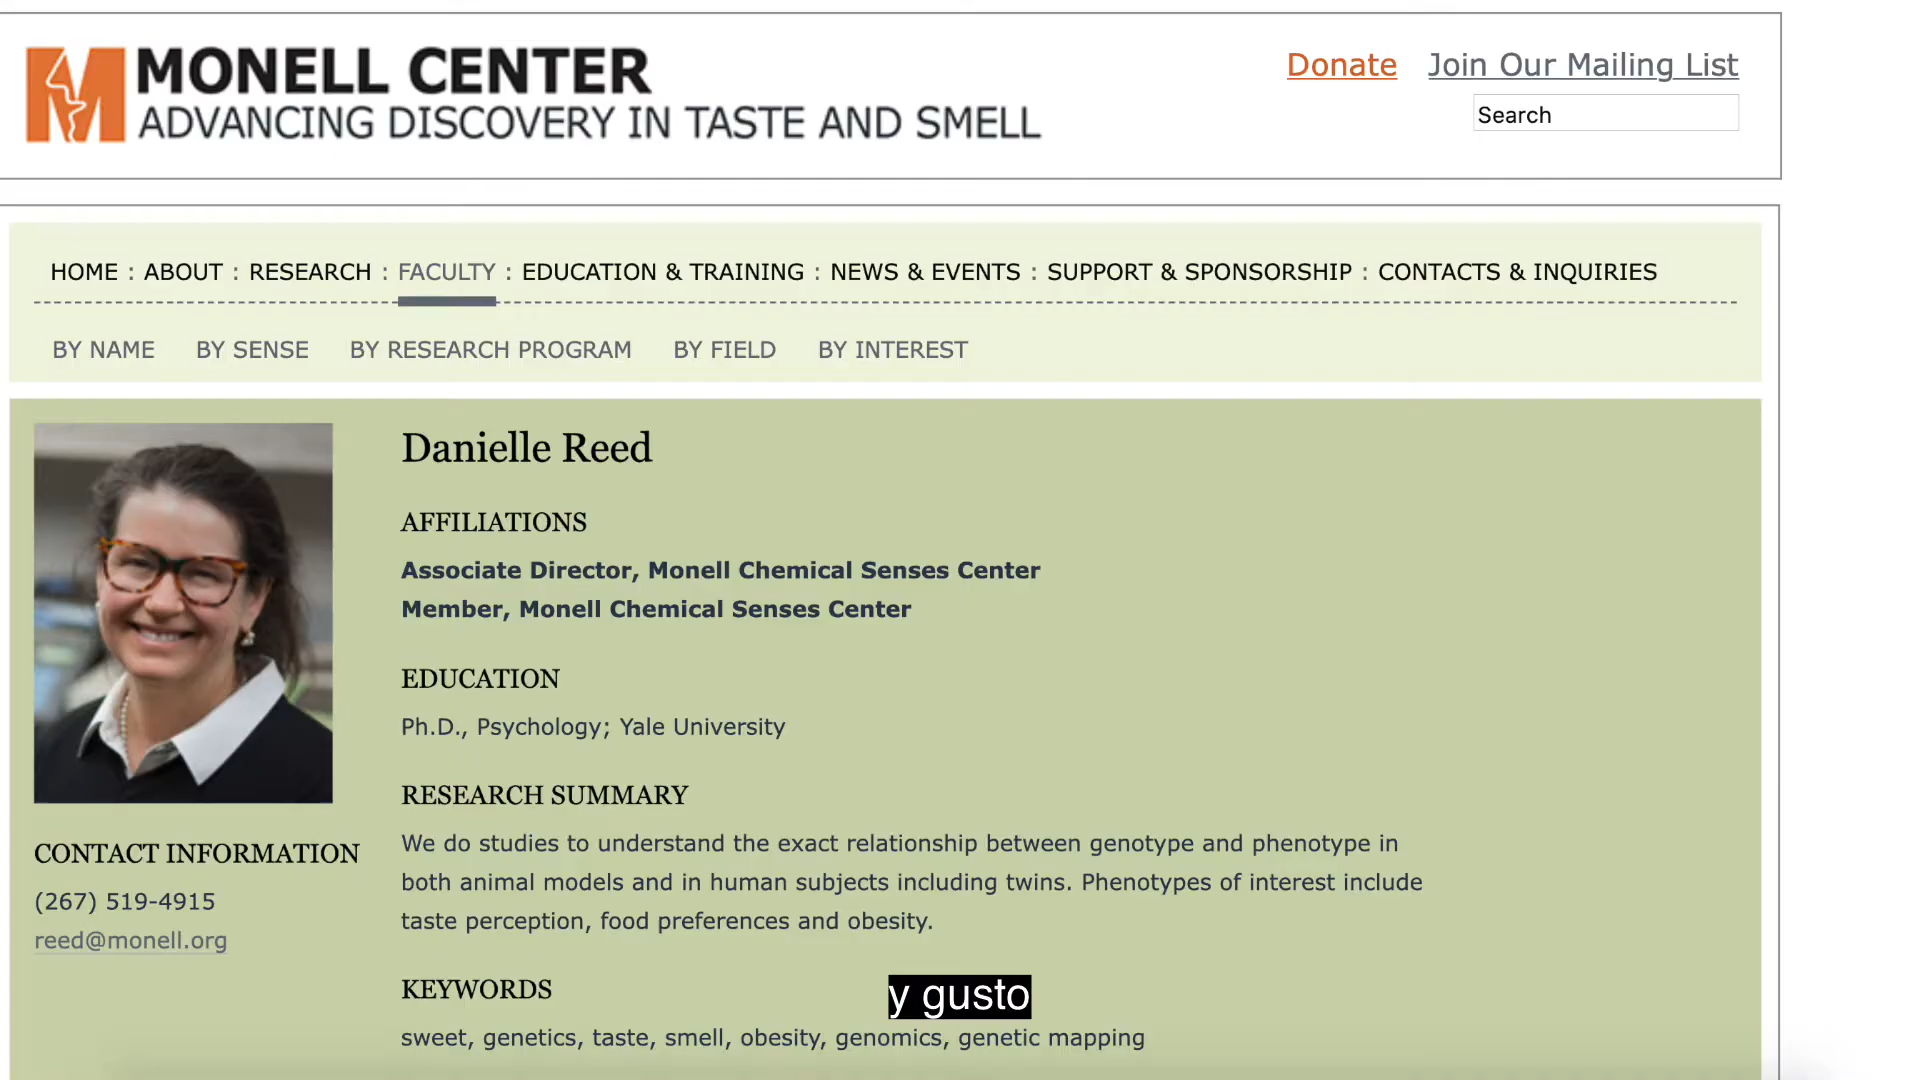 MONELL CENTER
ADVANCING DISCOVERY IN TASTE AND SMELL
Donate Join Our Mailing List
Search
HOME : ABOUT : RESEARCH : FACULTY : EDUCATION & TRAINING : NEWS & EVENTS : SUPPORT & SPONSORSHIP : CONTACTS & INQUIRIES
BY NAME BY SENSE BY RESEARCH PROGRAM BY FIELD BY INTEREST
Danielle Reed
AFFILIATIONS
Associate Director, Monell Chemical Senses Center
Member, Monell Chemical Senses Center
EDUCATION
Ph.D., Psychology; Yale University
RESEARCH SUMMARY
We do studies to understand the exact relationship between genotype and phenotype in
both animal models and in human subjects including twins. Phenotypes of interest include
taste perception, food preferences and obesity.
KEYWORDS
sweet, genetics, taste, smell, obesity, genomics, genetic mapping
CONTACT INFORMATION
(267) 519-4915
reed@monell.org
y gusto